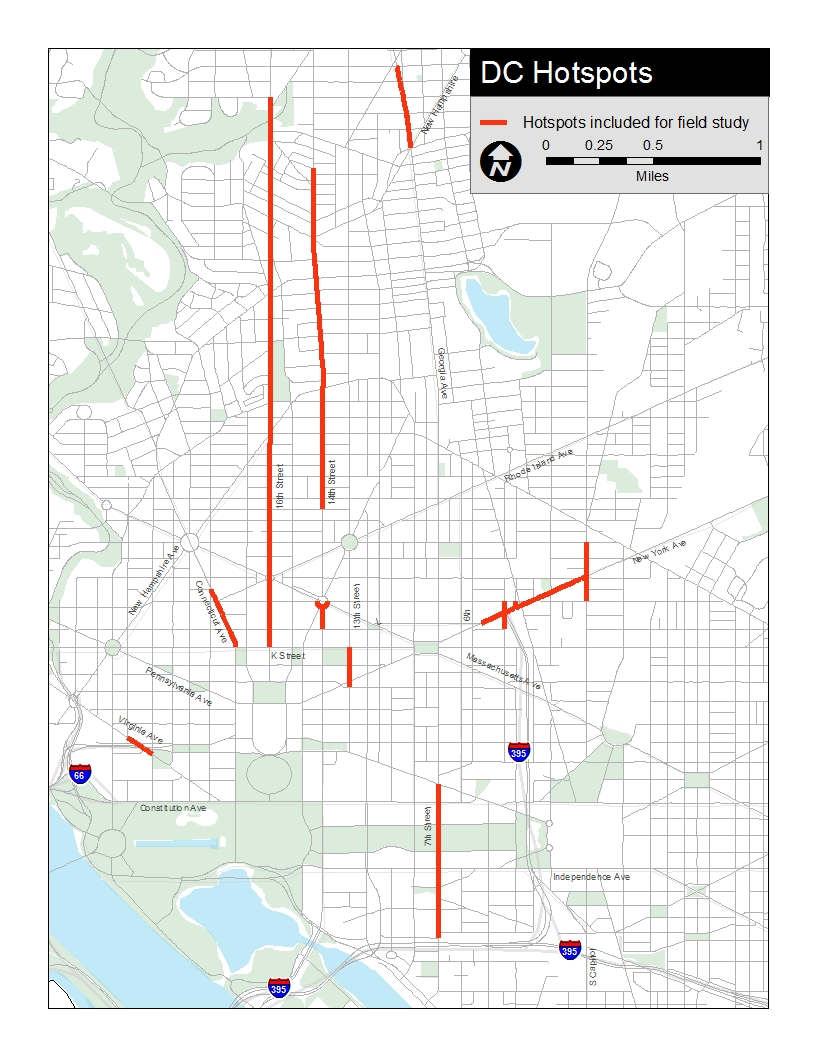 DC Hotspots
Hotspots included for field study
0 0.25 0.5 1
Miles
N
New Hampshire
Georgia Ave
16th Street
14th Street
Rhode Island Ave
New York Ave
New Hampshire Ave
Connecticut Ave
13th Street
6th
K Street
Massachusetts Ave
Pennsylvania Ave
Virginia Ave
66
395
Constitution Ave
7th Street
Independence Ave
395
S Capitol
395